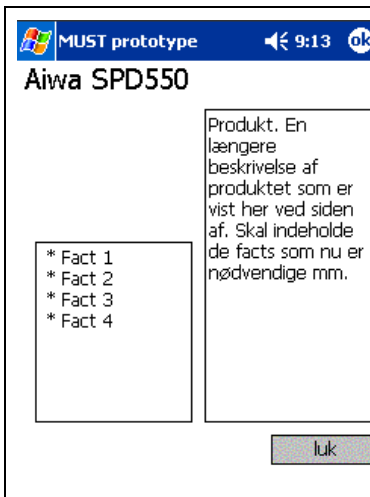 MUST prototype 9:13 ok
Aiwa SPD550
Produkt. En
længere
beskrivelse af
produktet som er
vist her ved siden
af. Skal indeholde
de facts som nu er
nødvendige mm.
* Fact 1
* Fact 2
* Fact 3
* Fact 4
luk